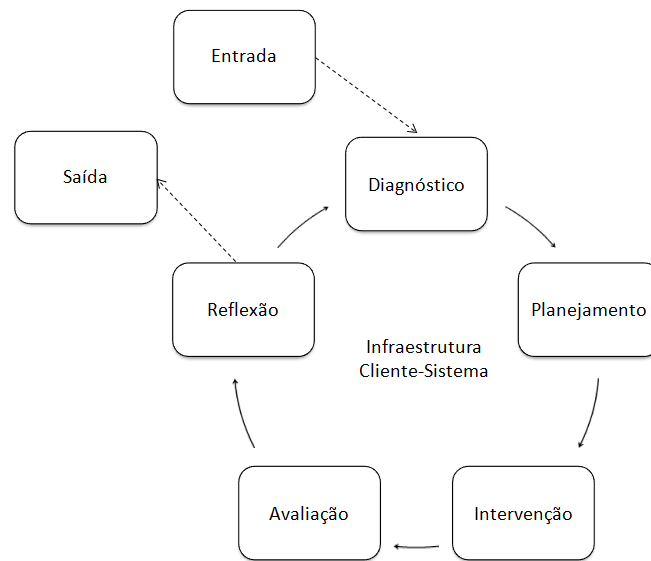 Entrada
Saída
Diagnóstico
Reflexão
Planejamento
Infraestrutura
Cliente-Sistema
Avaliação
Intervenção